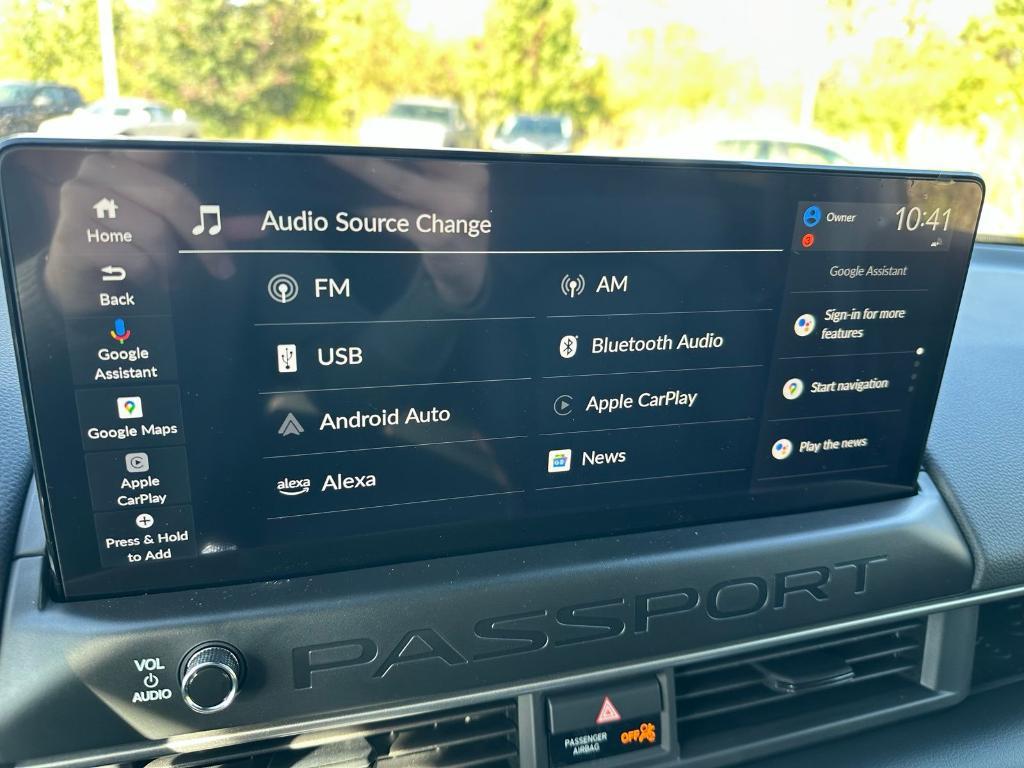 Home
Back
Google
Assistant
Google Maps
Apple
CarPlay
Press & Hold
to Add
Audio Source Change
FM
AM
USB
Bluetooth Audio
Android Auto
Apple CarPlay
alexa Alexa
News
Owner
10:41
3
Google Assistant
Sign-in for more
features
Start navigation
Play the news
PASSPORT
VOL
AUDIO
PASSENGER
AIRBAG
OFF